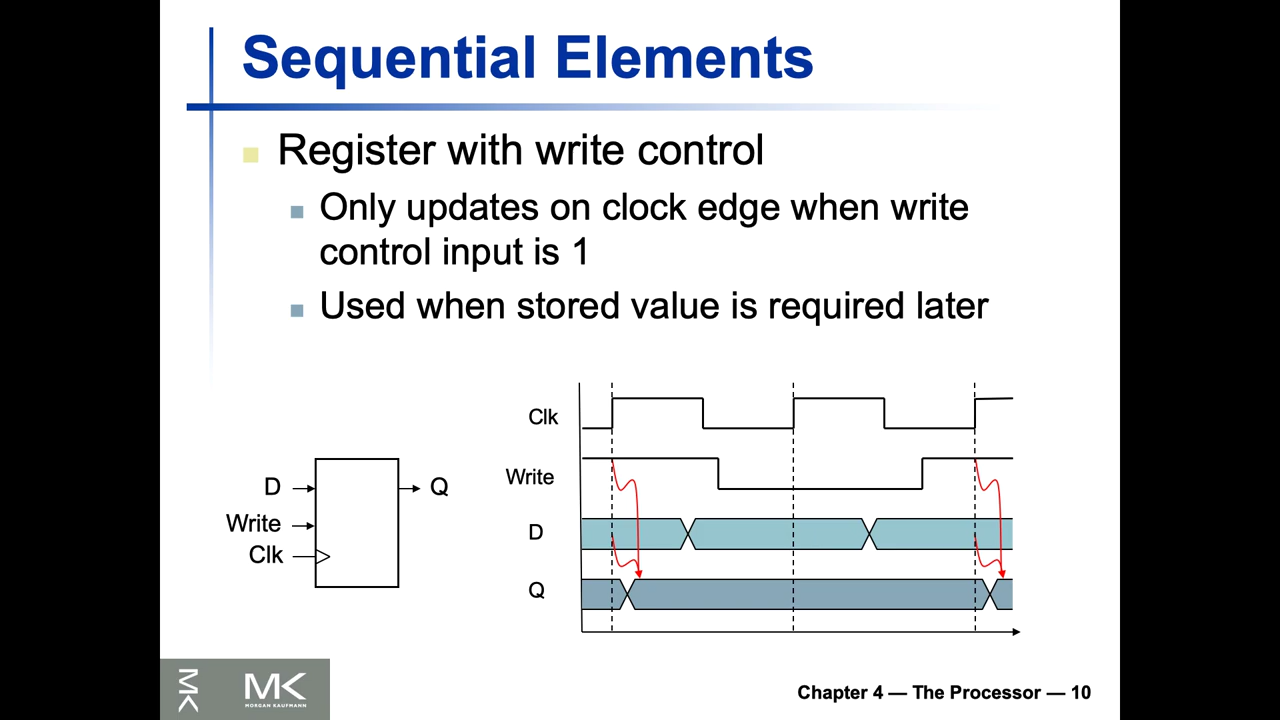 Sequential Elements
Register with write control
Only updates on clock edge when write
control input is 1
Used when stored value is required later
Clk
Write
D
Q
D
Q
Write
Clk
MK
MK
MORGAN KAUFMANN
Chapter 4 — The Processor — 10